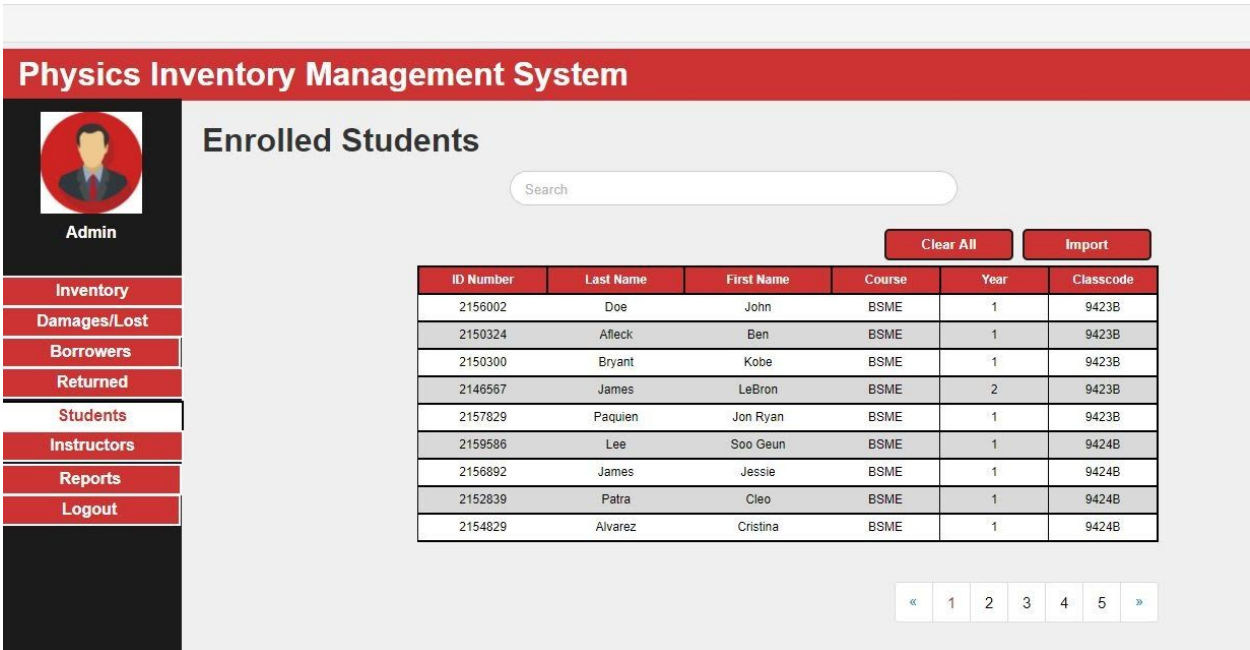 Physics Inventory Management System
Admin
Inventory
Damages/Lost
Borrowers
Returned
Students
Instructors
Reports
Logout
Enrolled Students
Search
Clear All Import
ID Number Last Name First Name Course Year Classcode
2156002 Doe John BSME 1 9423B
2150324 Afleck Ben BSME 1 9423B
2150300 Bryant Kobe BSME 1 9423B
2146567 James LeBron BSME 2 9423B
2157829 Paquien Jon Ryan BSME 1 9423B
2159586 Lee Soo Geun BSME 1 9424B
2156892 James Jessie BSME 1 9424B
2152839 Patra Cleo BSME 1 9424B
2154829 Alvarez Cristina BSME 1 9424B
« 1 2 3 4 5 »